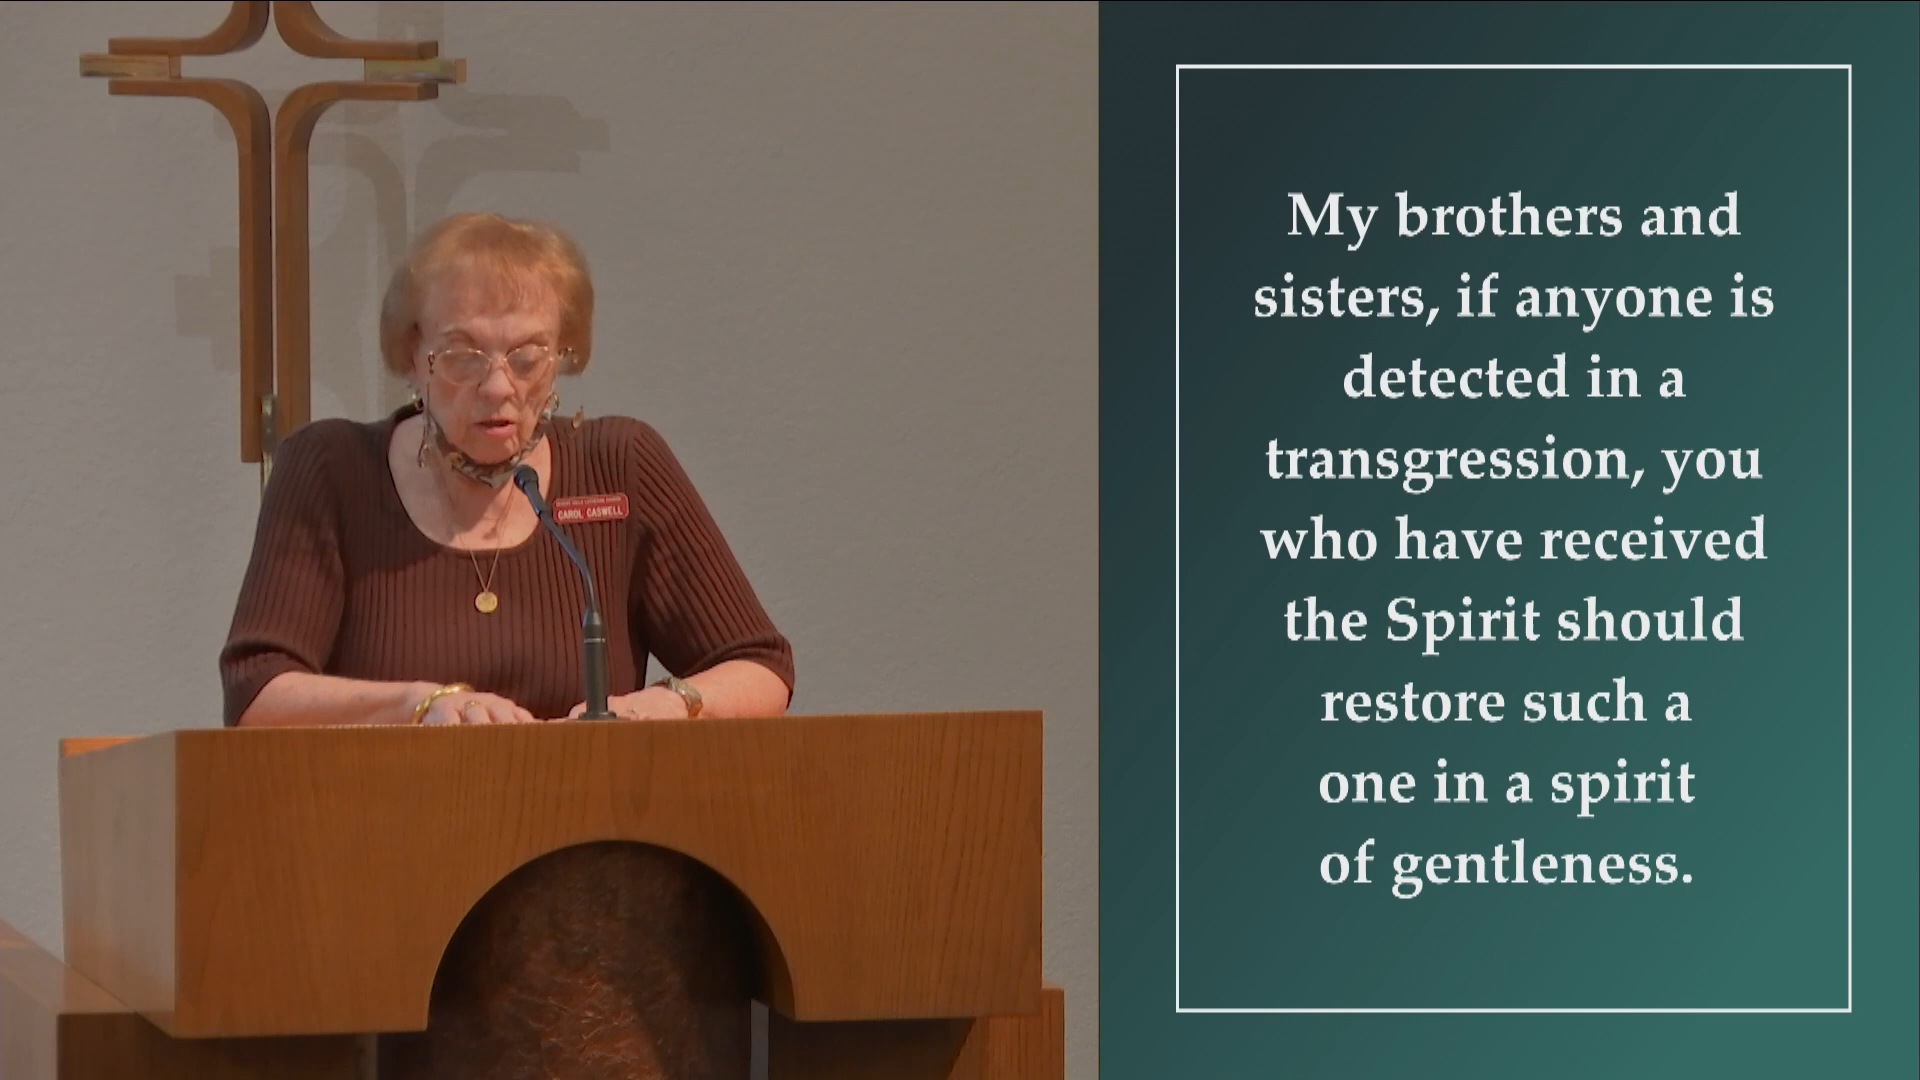 CAROL CASWELL
My brothers and
sisters, if anyone is
detected in a
transgression, you
who have received
the Spirit should
restore such a
one in a spirit
of gentleness.